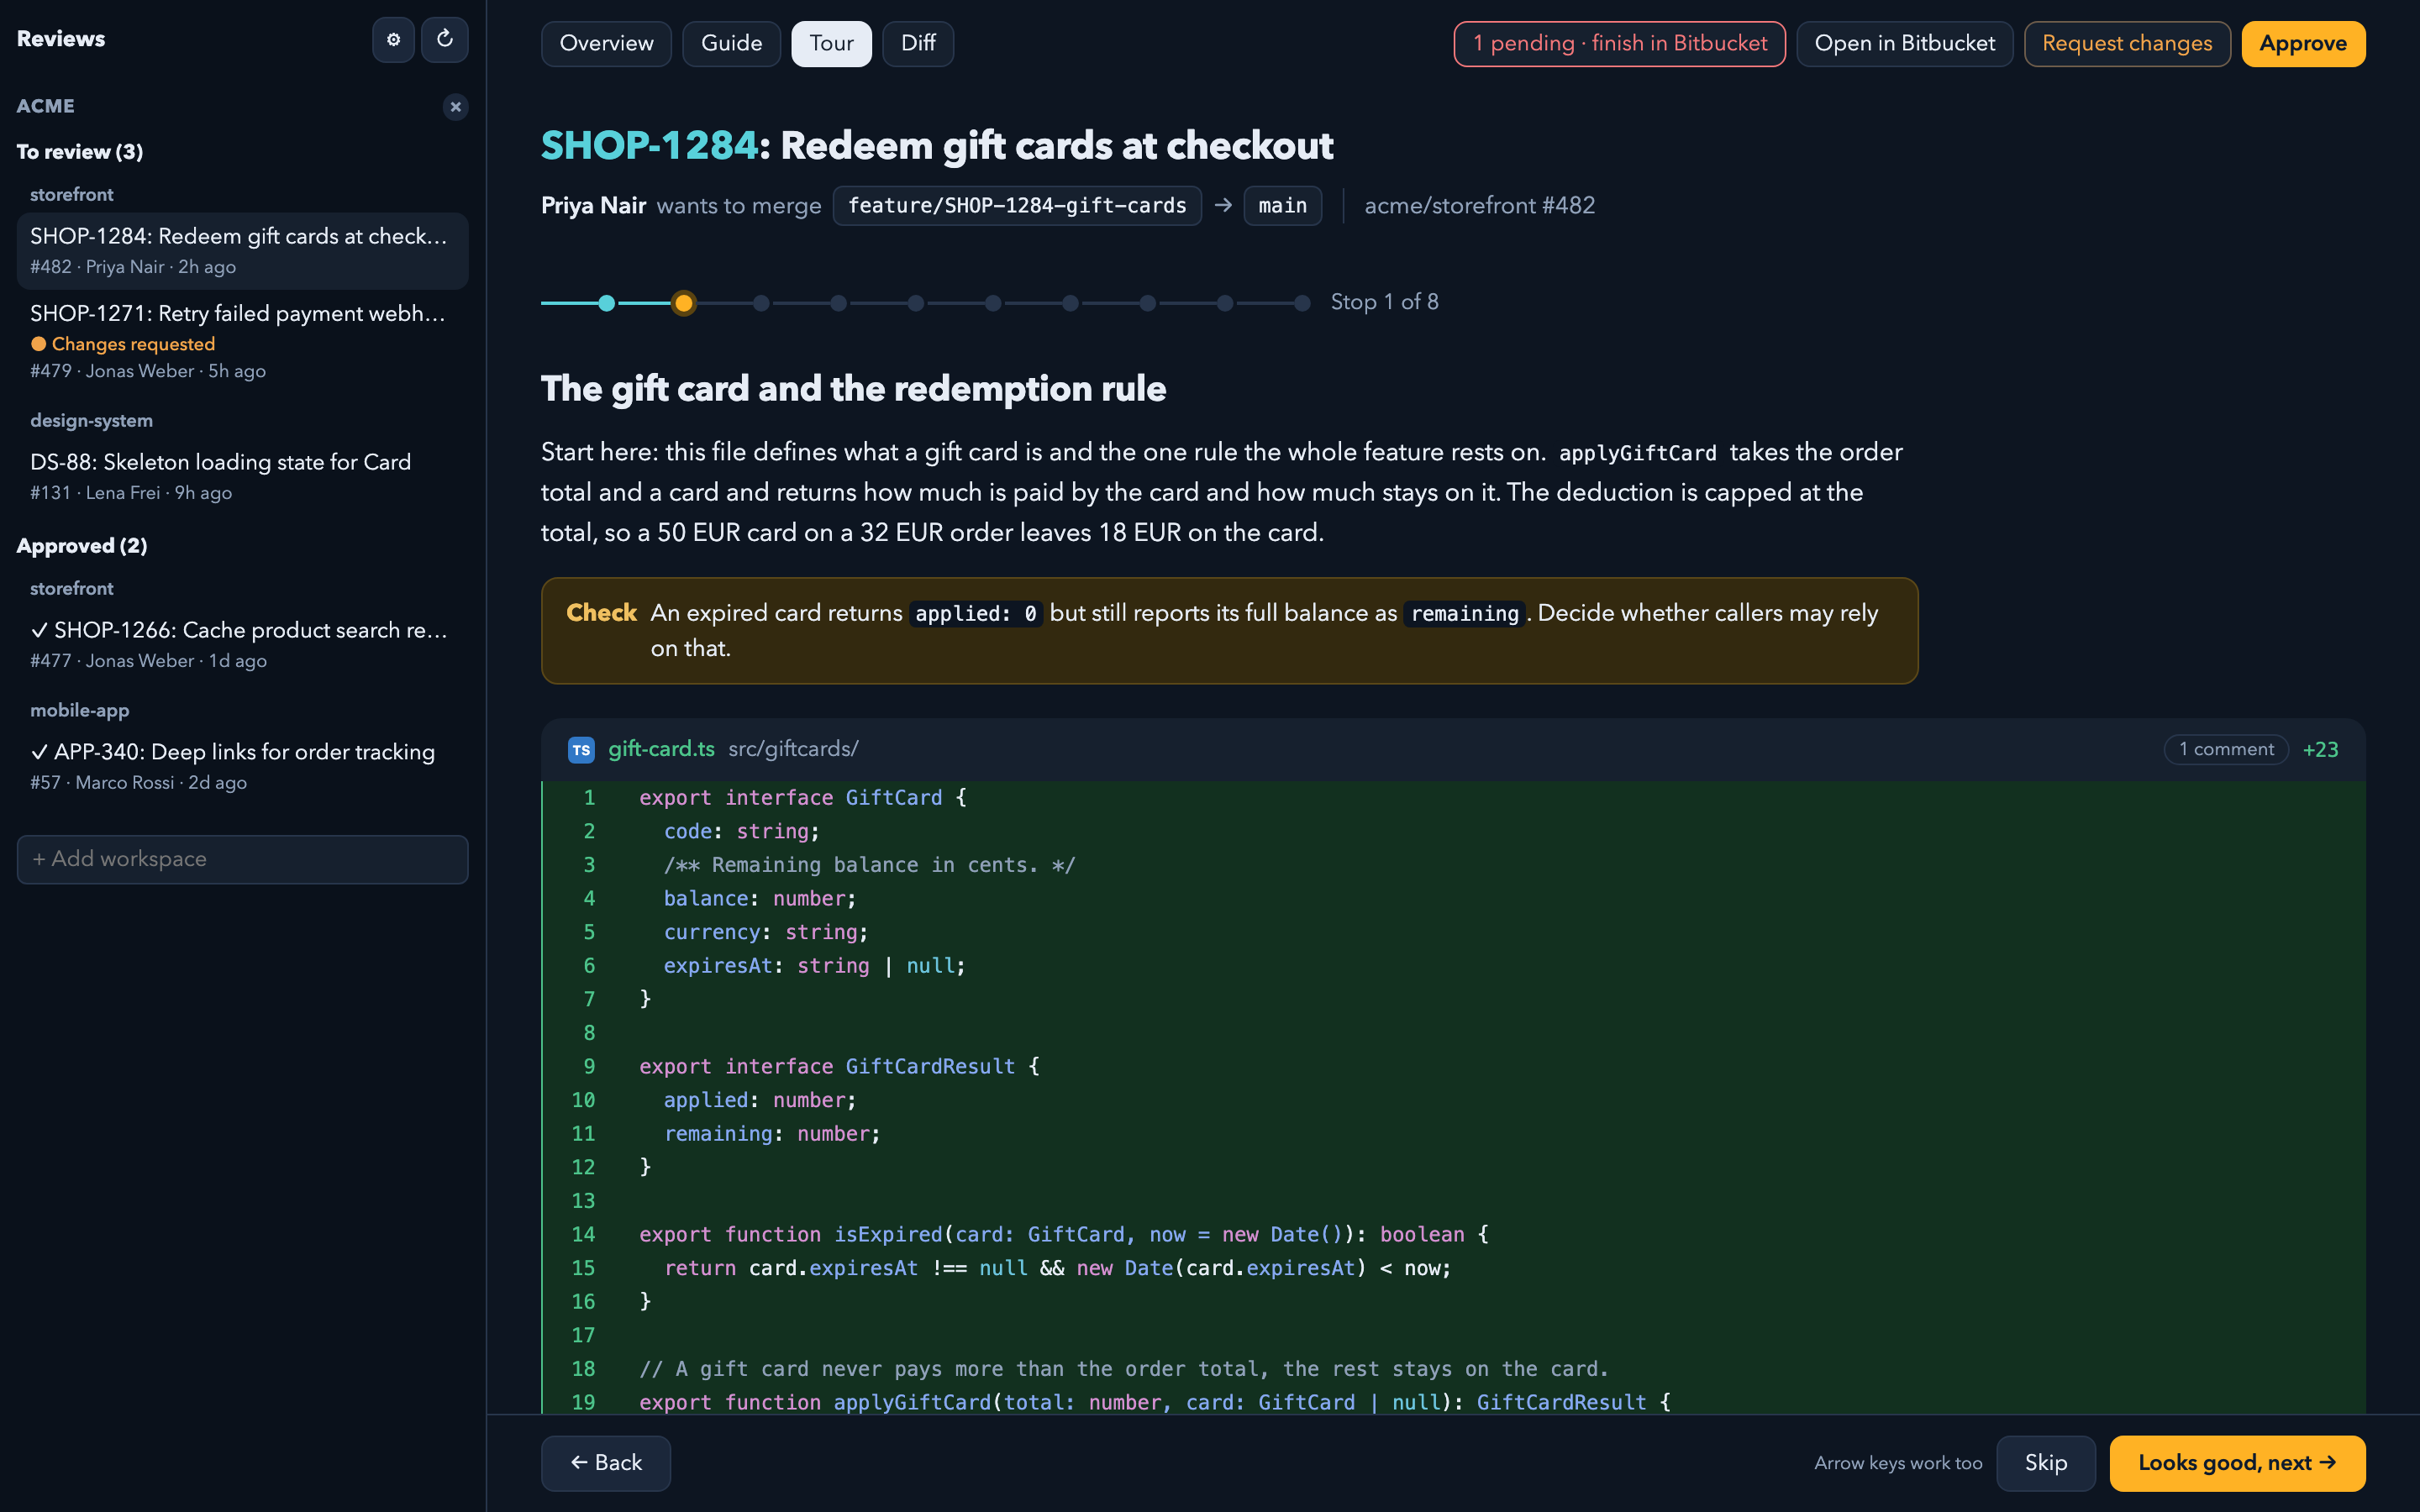 Reviews
ACME
To review (3)
storefront
SHOP-1284: Redeem gift cards at check...
#482 · Priya Nair · 2h ago
SHOP-1271: Retry failed payment webh...
Changes requested
#479 · Jonas Weber · 5h ago
design-system
DS-88: Skeleton loading state for Card
#131 · Lena Frei · 9h ago
Approved (2)
storefront
✓ SHOP-1266: Cache product search re...
#477 · Jonas Weber · 1d ago
mobile-app
✓ APP-340: Deep links for order tracking
#57 · Marco Rossi · 2d ago
+ Add workspace
Overview Guide Tour Diff
1 pending · finish in Bitbucket Open in Bitbucket Request changes Approve
SHOP-1284: Redeem gift cards at checkout
Priya Nair wants to merge feature/SHOP-1284-gift-cards → main acme/storefront #482
Stop 1 of 8
The gift card and the redemption rule
Start here: this file defines what a gift card is and the one rule the whole feature rests on. applyGiftCard takes the order
total and a card and returns how much is paid by the card and how much stays on it. The deduction is capped at the
total, so a 50 EUR card on a 32 EUR order leaves 18 EUR on the card.
Check An expired card returns applied: 0 but still reports its full balance as remaining. Decide whether callers may rely
on that.
TS gift-card.ts src/giftcards/ 1 comment +23
1 export interface GiftCard {
2 code: string;
3 /** Remaining balance in cents. */
4 balance: number;
5 currency: string;
6 expiresAt: string | null;
7 }
8
9 export interface GiftCardResult {
10 applied: number;
11 remaining: number;
12 }
13
14 export function isExpired(card: GiftCard, now = new Date()): boolean {
15 return card.expiresAt !== null && new Date(card.expiresAt) < now;
16 }
17
18 // A gift card never pays more than the order total, the rest stays on the card.
19 export function applyGiftCard(total: number, card: GiftCard | null): GiftCardResult {
← Back
Arrow keys work too Skip Looks good, next →